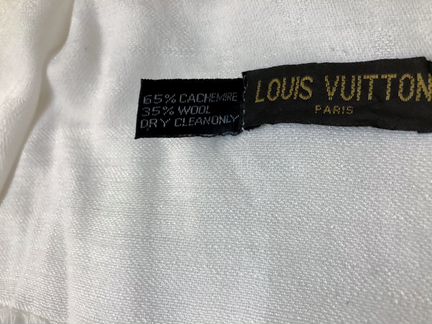 65% CACHEMIRE
35% WOOL
DRY CLEANONLY
LOUIS VUITTON
PARIS